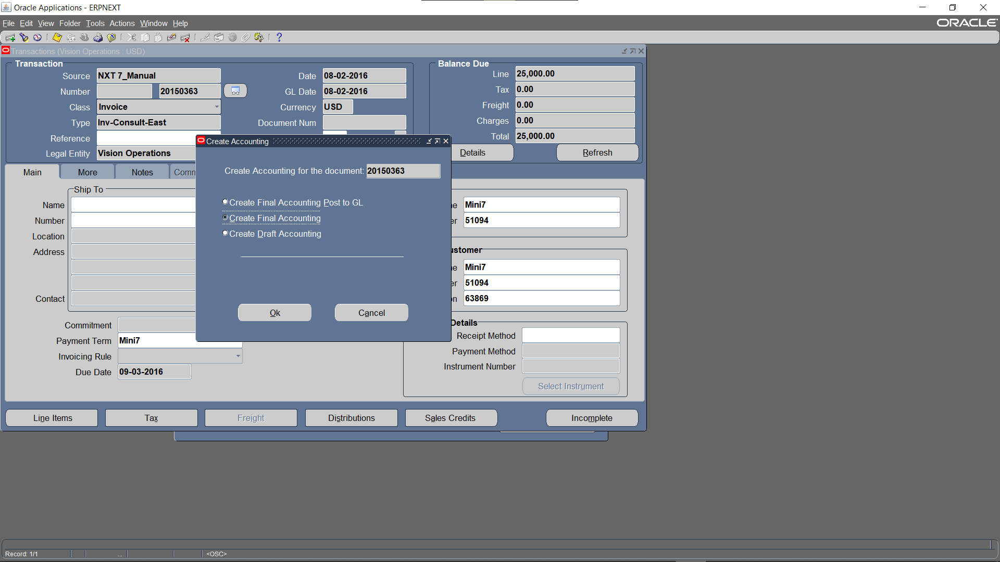 Oracle Applications - ERPNEXT
File Edit View Folder Tools Actions Window Help
ORACLE
Transactions (Vision Operations : USD)
Transaction
Source NXT 7_Manual
Number 20150363
Class Invoice
Type Inv-Consult-East
Reference
Legal Entity Vision Operations
Date 08-02-2016
GL Date 08-02-2016
Currency USD
Document Num
Balance Due
Line 25,000.00
Tax 0.00
Freight 0.00
Charges 0.00
Total 25,000.00
Details Refresh
Main More Notes Comm
Create Accounting
Create Accounting for the document: 20150363
Create Final Accounting Post to GL
Create Final Accounting
Create Draft Accounting
Ok Cancel
Ship To
Name
Number
Location
Address
Contact
e Mini7
er 51094
ustomer
e Mini7
er 51094
n 63869
Commitment
Payment Term Mini7
Invoicing Rule
Due Date 09-03-2016
Details
Receipt Method
Payment Method
Instrument Number
Select Instrument
Line Items Tax Freight Distributions Sales Credits Incomplete
Record: 1/1 ... <OSC>